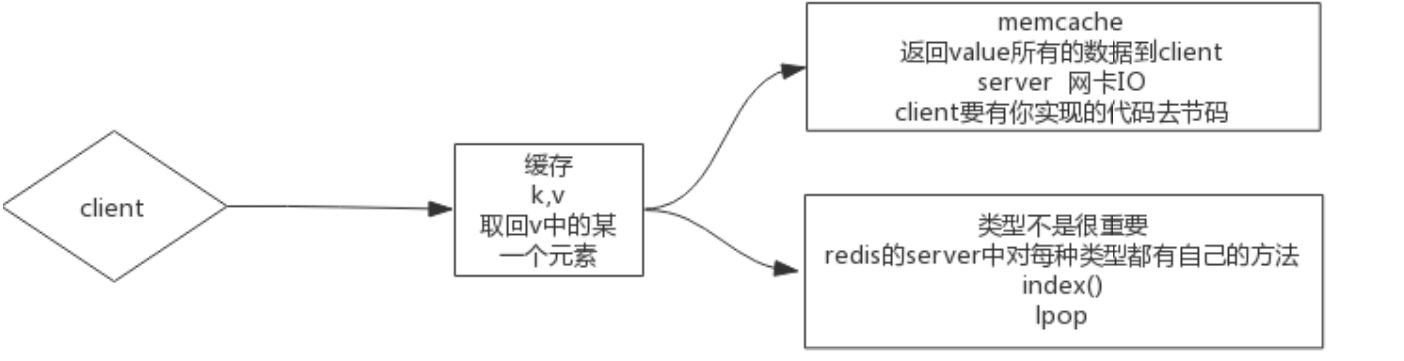 client
缓存
k,v
取回v中的某
一个元素
memcache
返回value所有的数据到client
server 网卡IO
client要有你实现的代码去节码
类型不是很重要
redis的server中对每种类型都有自己的方法
index()
lpop